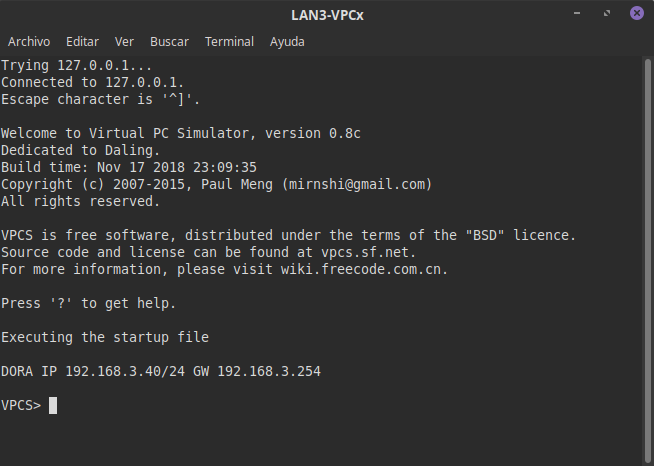 LAN3-VPCx
Archivo Editar Ver Buscar Terminal Ayuda
Trying 127.0.0.1...
Connected to 127.0.0.1.
Escape character is '^]'.
Welcome to Virtual PC Simulator, version 0.8c
Dedicated to Daling.
Build time: Nov 17 2018 23:09:35
Copyright (c) 2007-2015, Paul Meng (mirnshi@gmail.com)
All rights reserved.
VPCS is free software, distributed under the terms of the "BSD" licence.
Source code and license can be found at vpcs.sf.net.
For more information, please visit wiki.freecode.com.cn.
Press '?' to get help.
Executing the startup file
DORA IP 192.168.3.40/24 GW 192.168.3.254
VPCS>